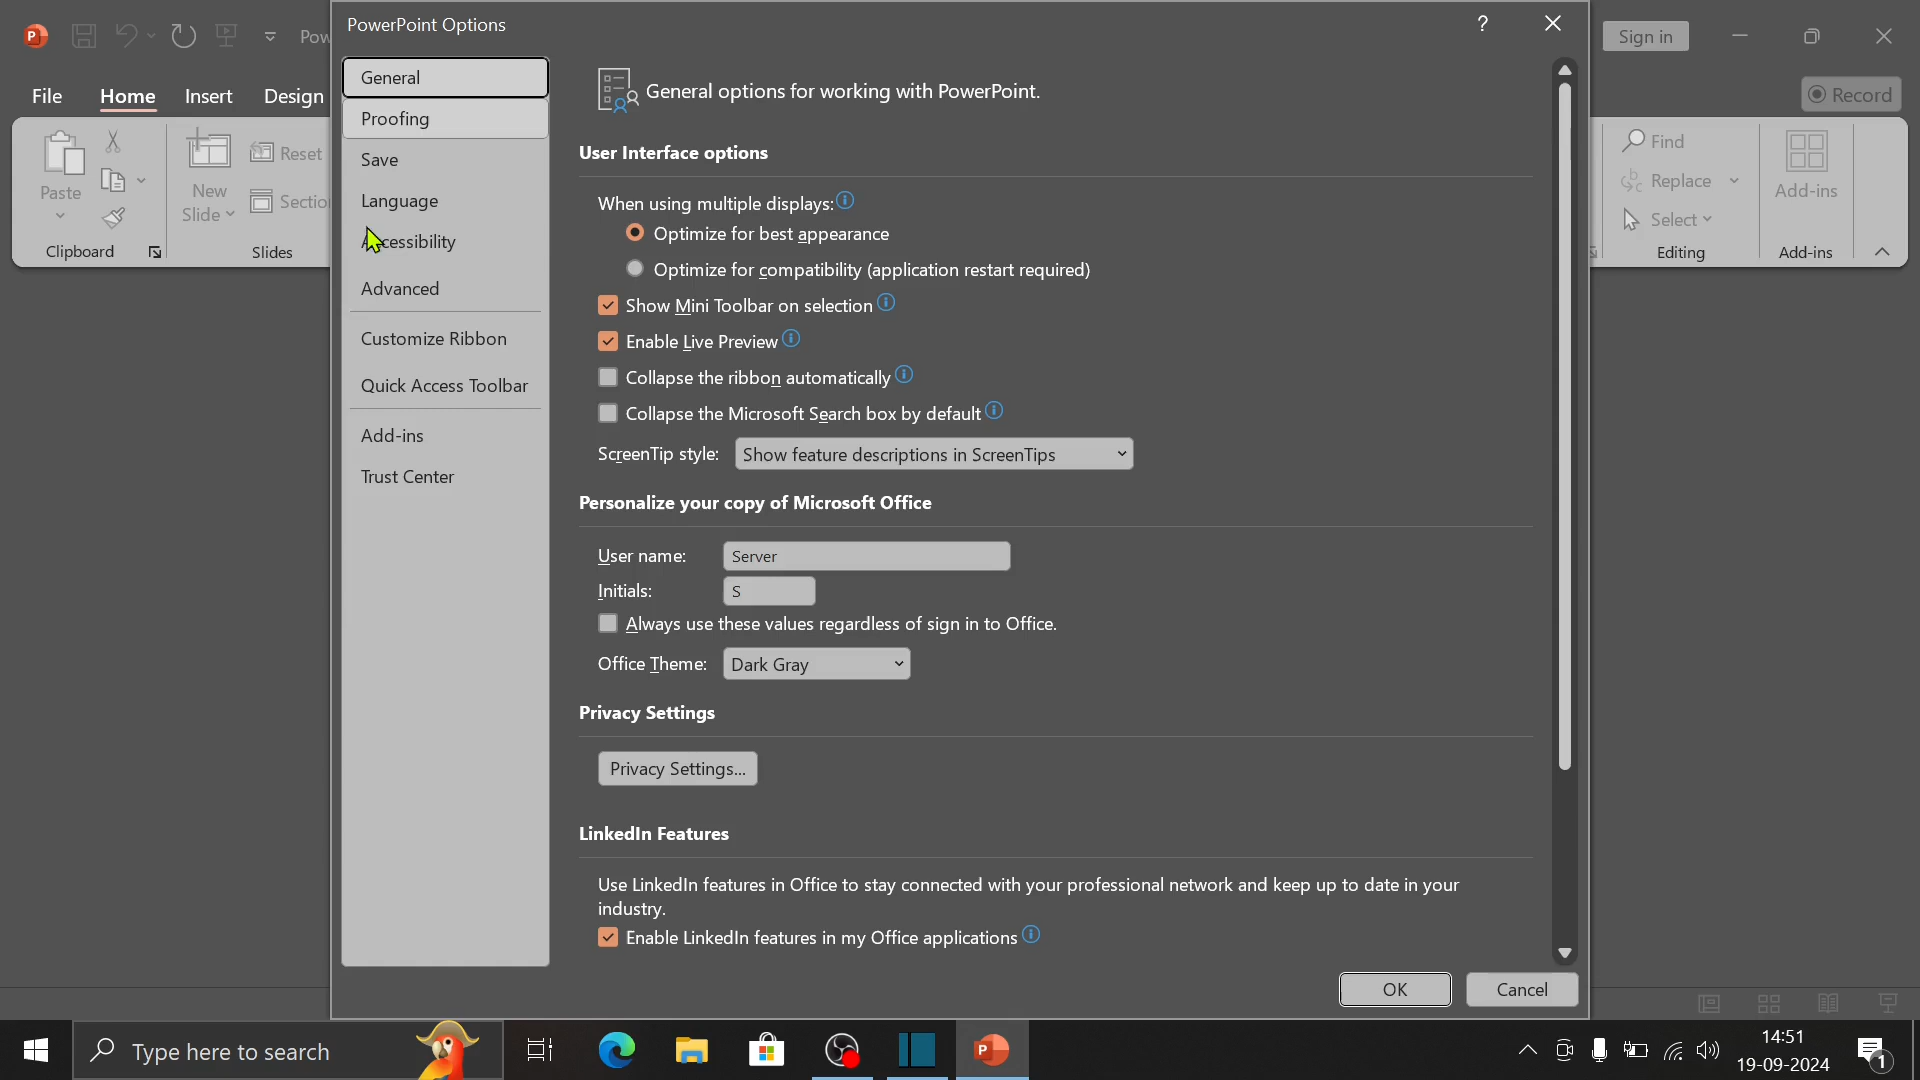 PowerPoint Options
Pow
Sign in
File
Home
Insert
Design
Record
Paste
New
Slide
Reset
Clipboard
Slides
General
Proofing
Save
Language
Accessibility
Advanced
Customize Ribbon
Quick Access Toolbar
Add-ins
Trust Center
General options for working with PowerPoint.
User Interface options
When using multiple displays:
Optimize for best appearance
Optimize for compatibility (application restart required)
Show Mini Toolbar on selection
Enable Live Preview
Collapse the ribbon automatically
Collapse the Microsoft Search box by default
ScreenTip style: Show feature descriptions in ScreenTips
Personalize your copy of Microsoft Office
User name: Server
Initials: S
Always use these values regardless of sign in to Office.
Office Theme: Dark Gray
Privacy Settings
Privacy Settings...
LinkedIn Features
Use LinkedIn features in Office to stay connected with your professional network and keep up to date in your
industry.
Enable LinkedIn features in my Office applications
OK
Cancel
Find
Replace
Select
Editing
Add-ins
Add-ins
Type here to search
14:51
19-09-2024
1